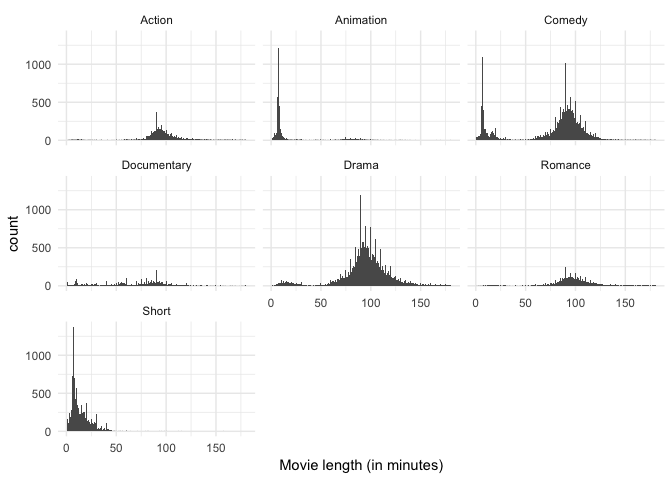 Action Animation Comedy
1000
500
0
Documentary Drama Romance
1000
500
0
0 50 100 150 0 50 100 150
Short
1000
500
0
0 50 100 150
count
Movie length (in minutes)